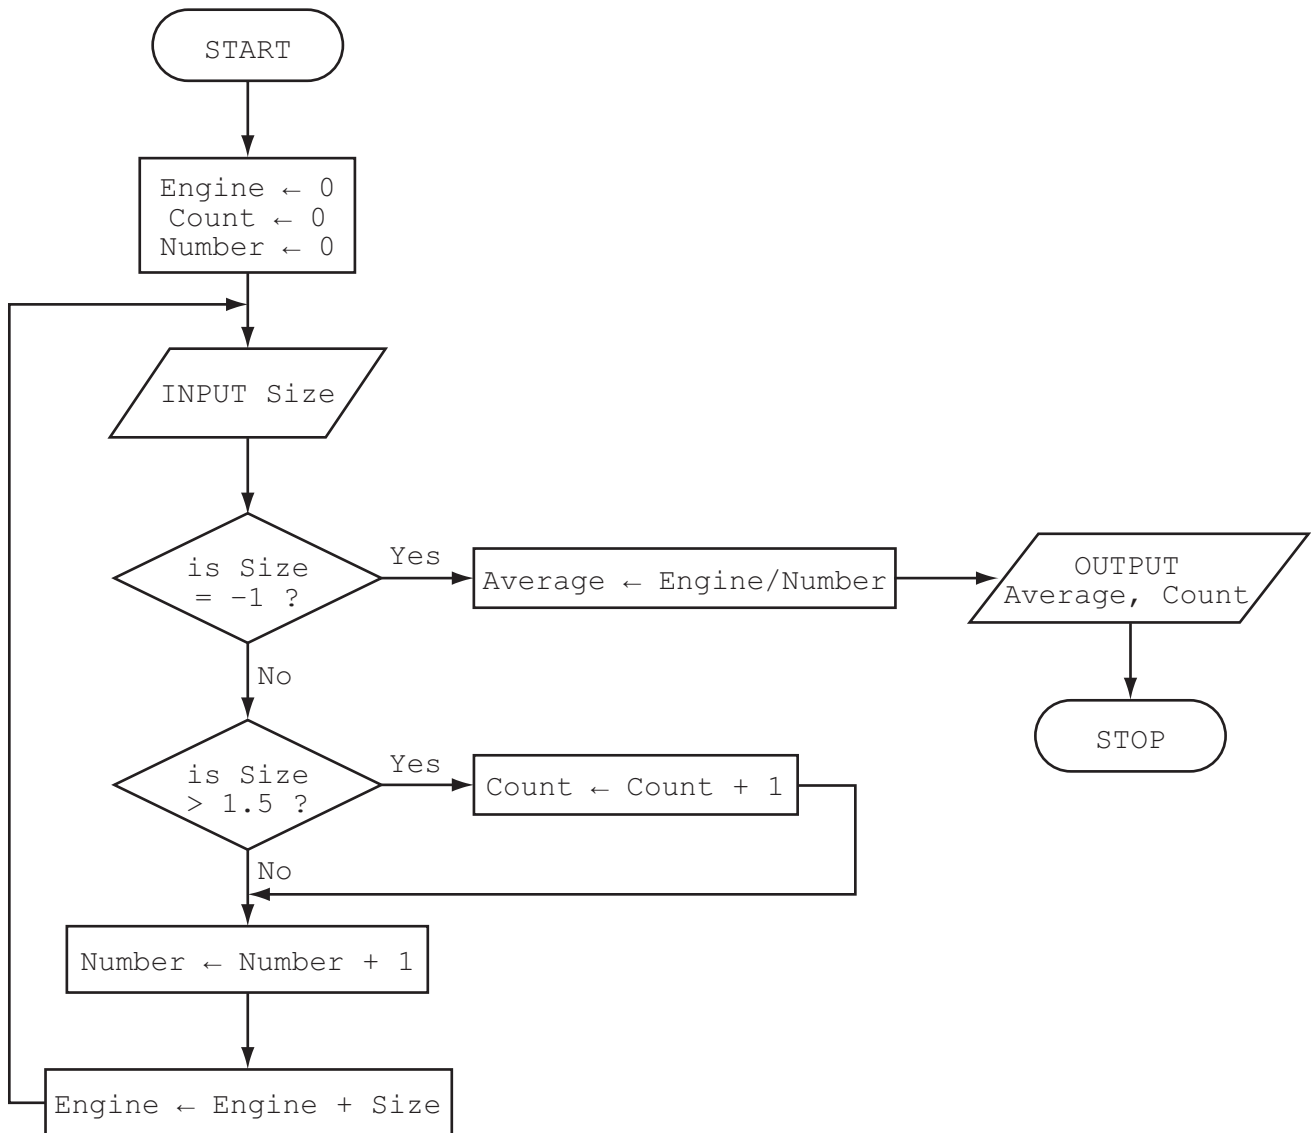 START
Engine ← 0
Count ← 0
Number ← 0
INPUT Size
is Size
= –1 ?
Yes
Average ← Engine/Number
OUTPUT
Average, Count
No
STOP
is Size
> 1.5 ?
Yes
Count ← Count + 1
No
Number ← Number + 1
Engine ← Engine + Size